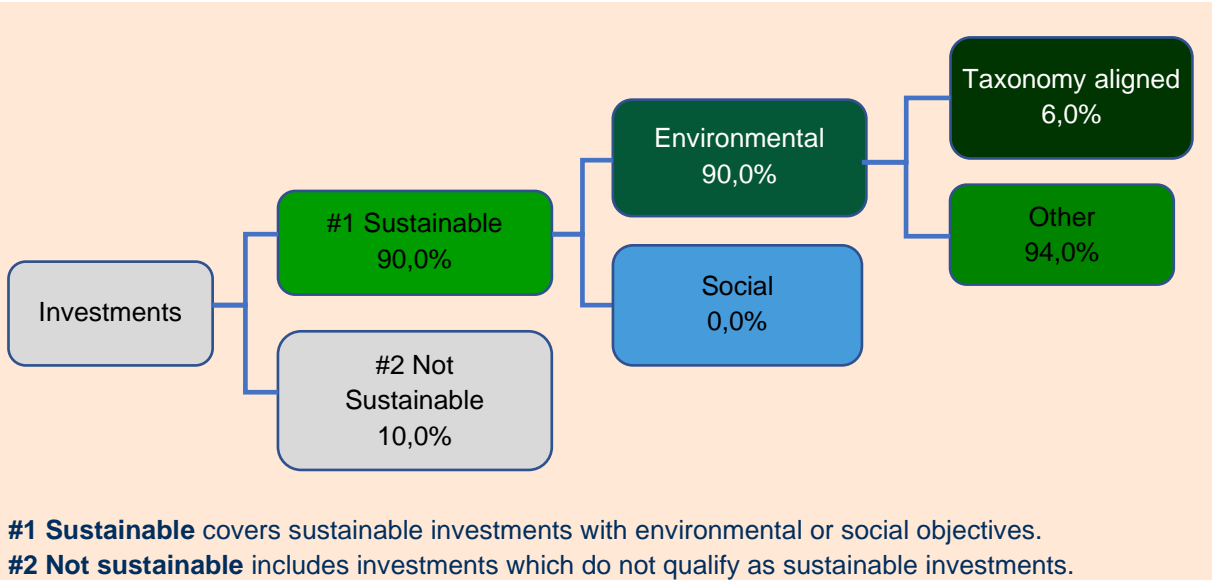 Investments
#1 Sustainable
90,0%
#2 Not
Sustainable
10,0%
Environmental
90,0%
Social
0,0%
Taxonomy aligned
6,0%
Other
94,0%
#1 Sustainable covers sustainable investments with environmental or social objectives.
#2 Not sustainable includes investments which do not qualify as sustainable investments.